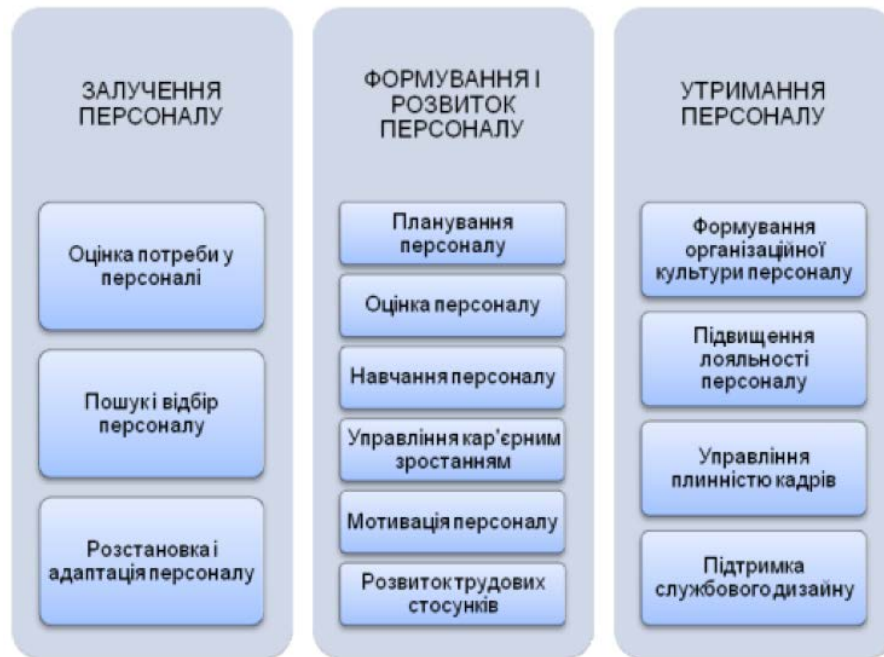 ЗАЛУЧЕННЯ
ПЕРСОНАЛУ
Оцінка потреби у
персоналі
Пошук і відбір
персоналу
Розстановка і
адаптація персоналу
ФОРМУВАННЯ І
РОЗВИТОК
ПЕРСОНАЛУ
Планування
персоналу
Оцінка персоналу
Навчання персоналу
Управління кар'єрним
зростанням
Мотивація персоналу
Розвиток трудових
стосунків
УТРИМАННЯ
ПЕРСОНАЛУ
Формування
організаційної
культури персоналу
Підвищення
лояльності
персоналу
Управління
плинністю кадрів
Підтримка
службового дизайну